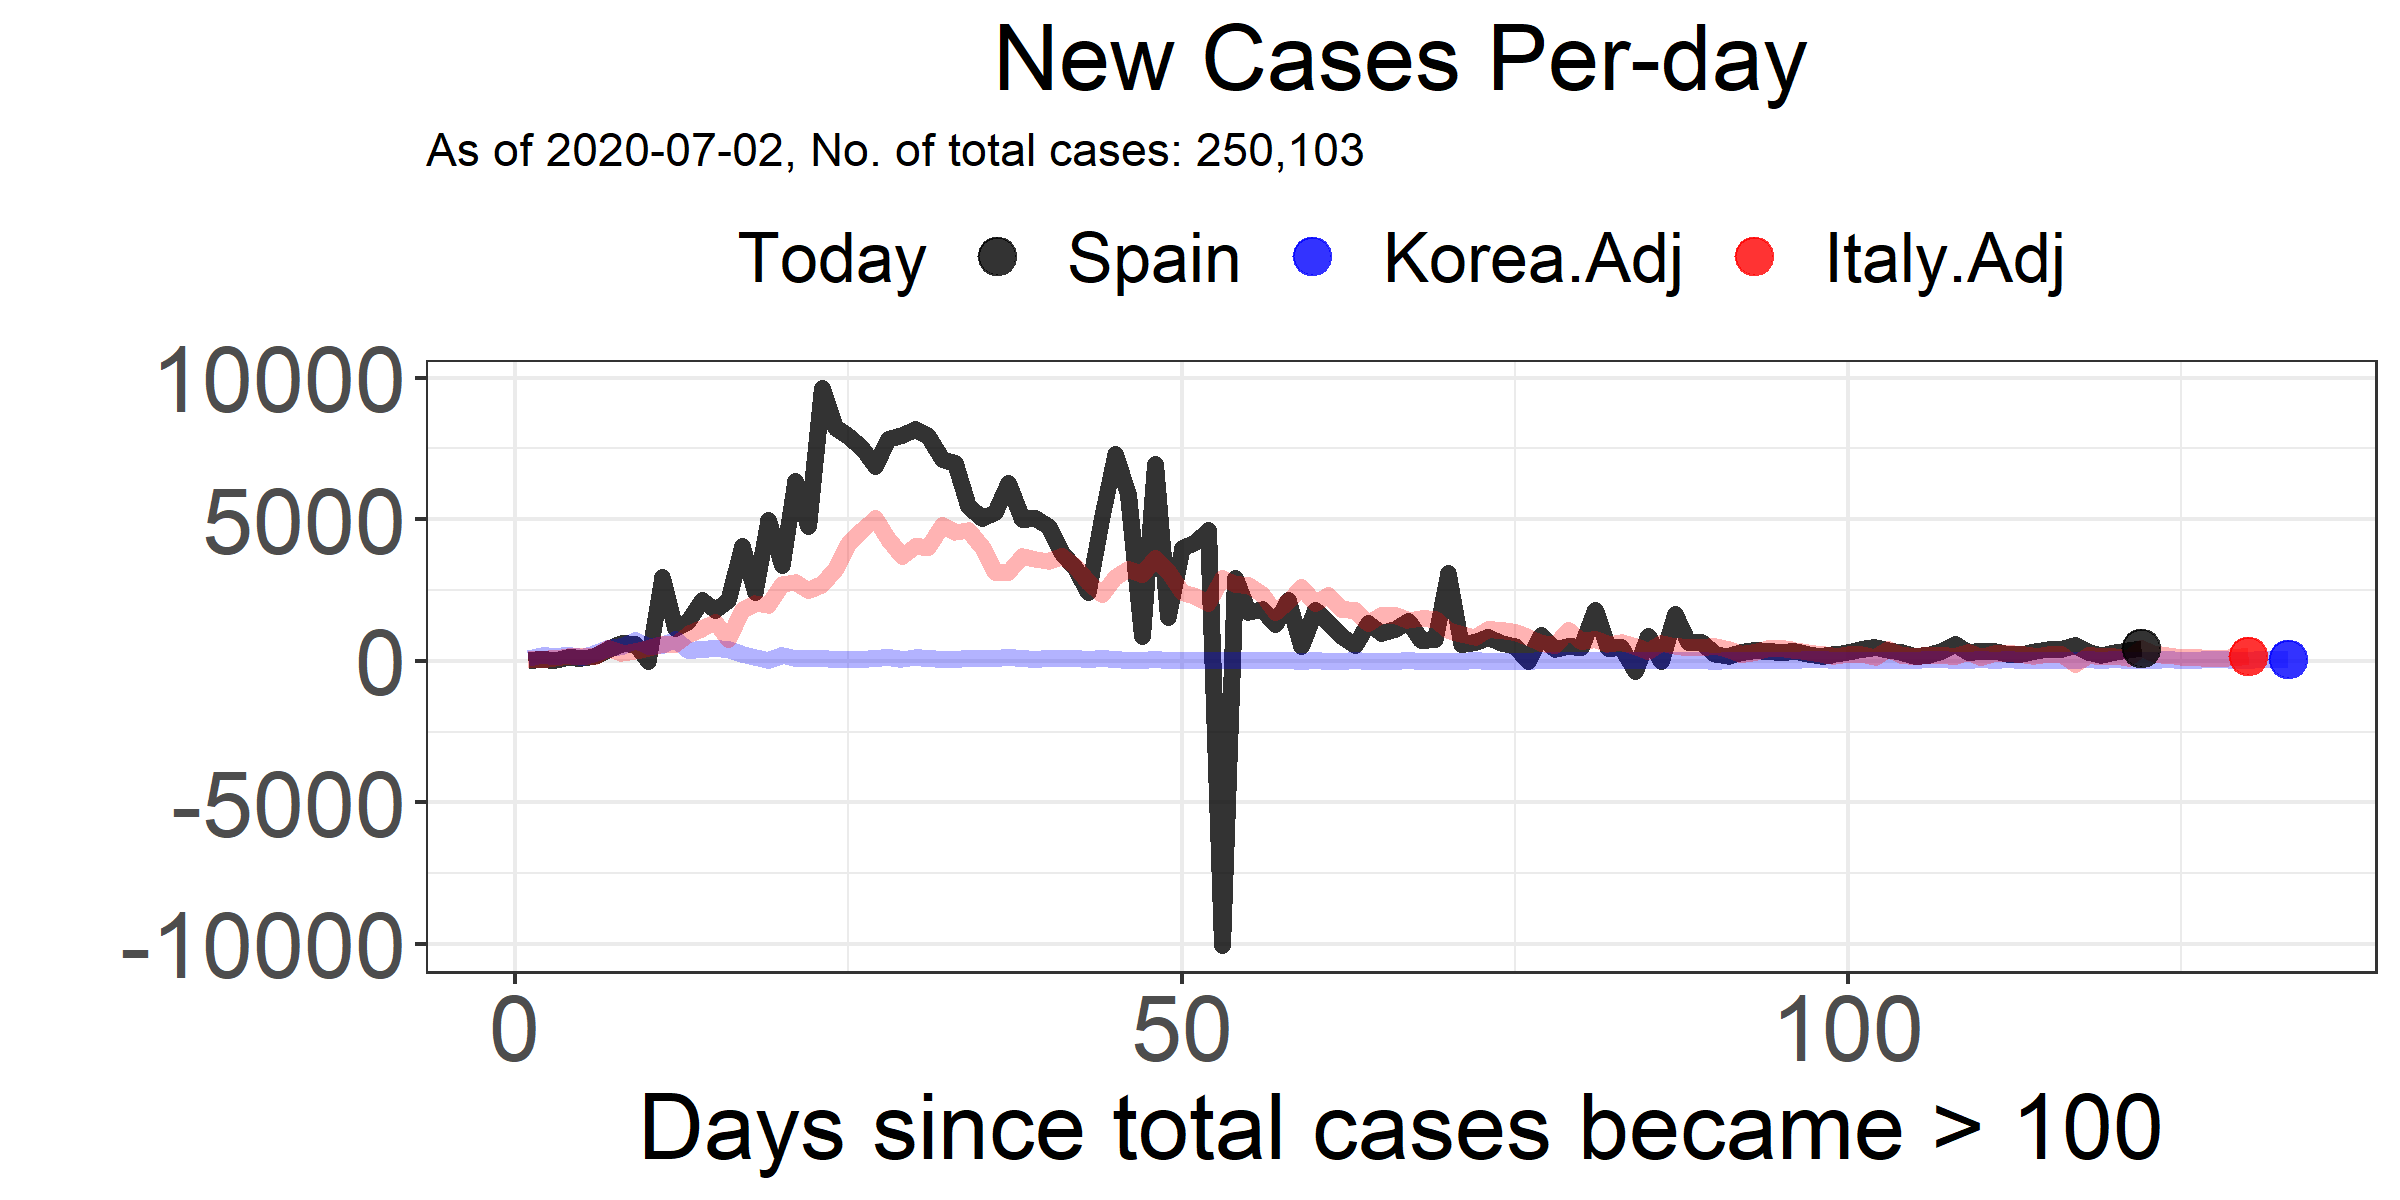 New Cases Per-day
As of 2020-07-02, No. of total cases: 250,103
Today Spain Korea.Adj Italy.Adj
10000
5000
0
-5000
-10000
0 50 100
Days since total cases became > 100